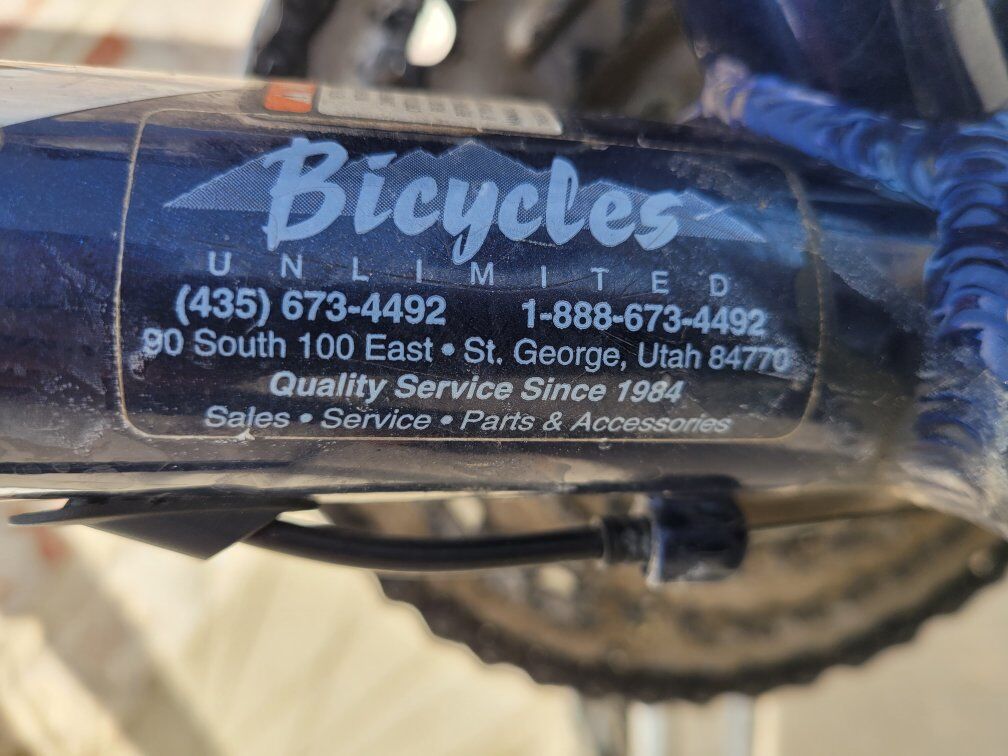 Bicycles
UNLIMITED
(435) 673-4492 1-888-673-4492
90 South 100 East • St. George, Utah 84770
Quality Service Since 1984
Sales • Service • Parts & Accessories